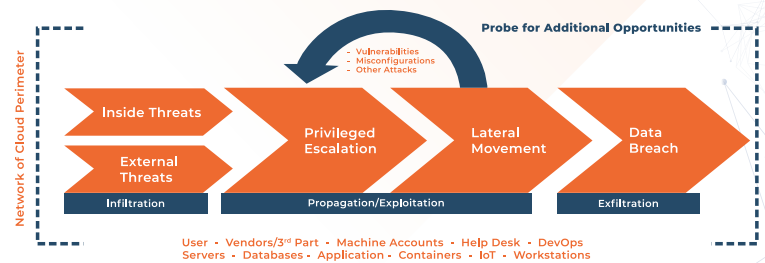 Probe for Additional Opportunities
- Vulnerabilities
- Misconfigurations
- Other Attacks
Network of Cloud Perimeter
Inside Threats
External
Threats
Privileged
Escalation
Lateral
Movement
Data
Breach
Infiltration
Propagation/Exploitation
Exfiltration
User - Vendors/3rd Part - Machine Accounts - Help Desk - DevOps
Servers - Databases - Application - Containers - IoT - Workstations